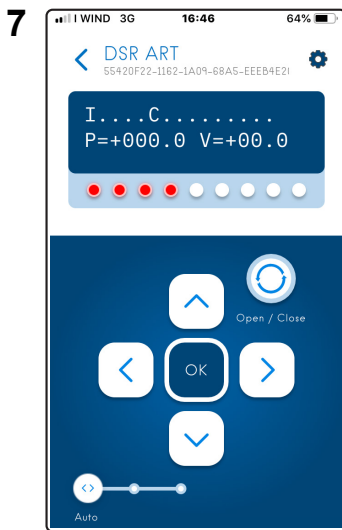 7
I WIND 3G 16:46 64%
DSR ART
55420F22-1162-1A09-68A5-EEEB4E2(
I....C.........
P=+000.0 V=+00.0
Open / Close
OK
Auto